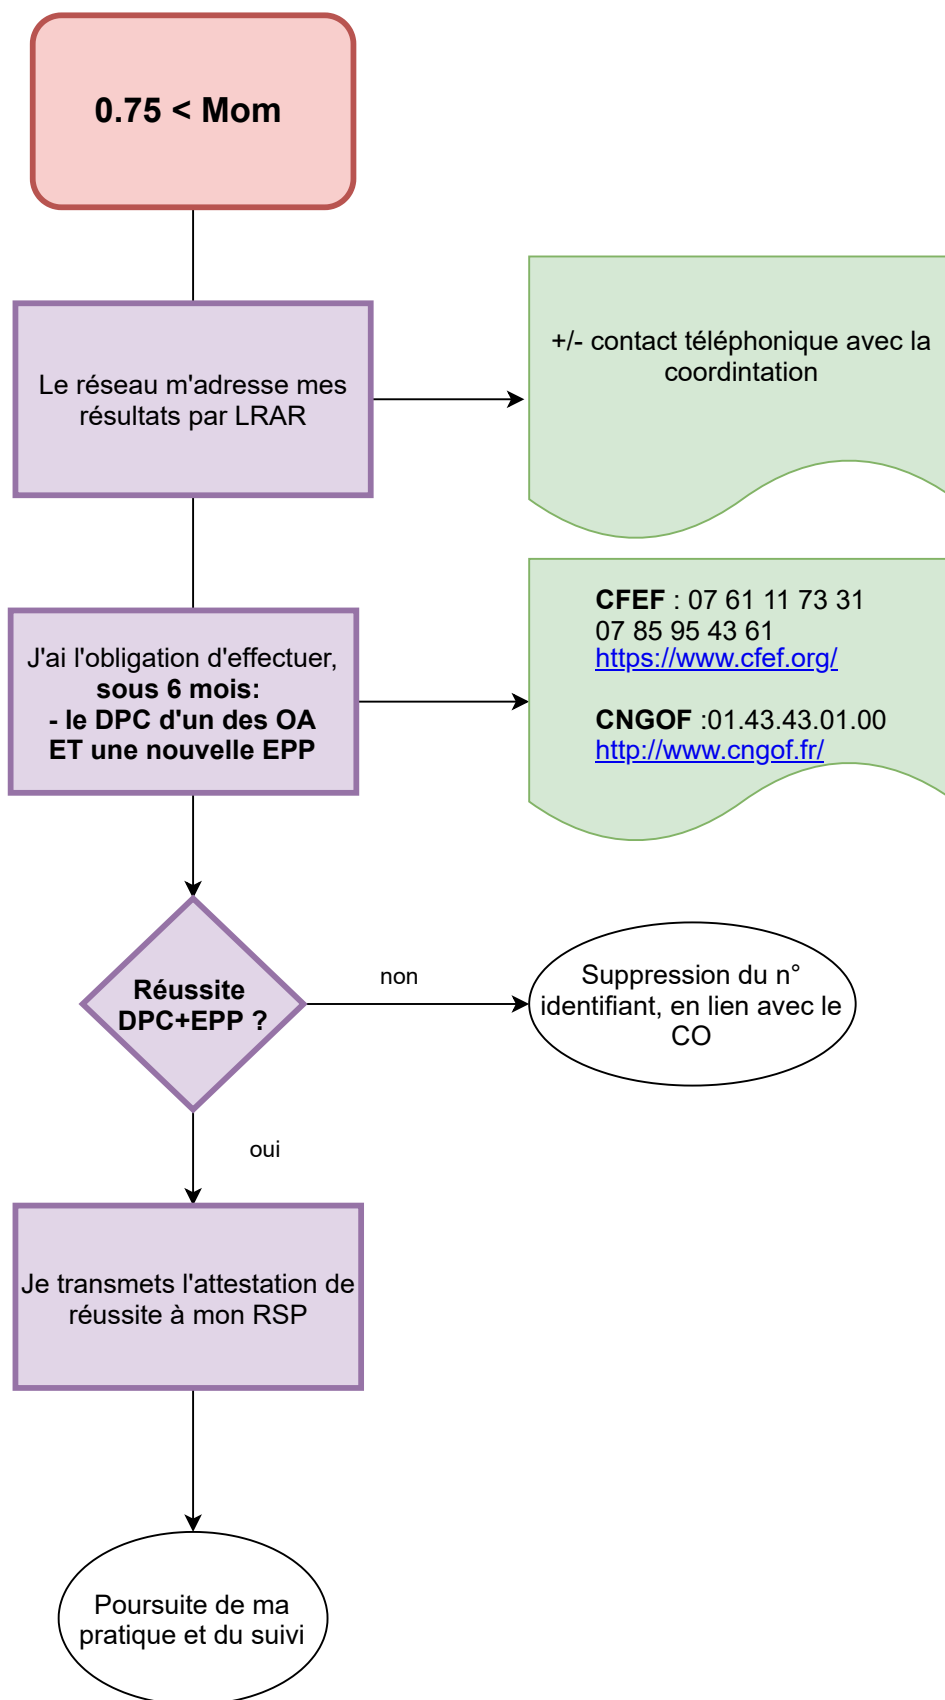 0.75 < Mom
Le réseau m'adresse mes
résultats par LRAR
+/- contact téléphonique avec la
coordintation
J'ai l'obligation d'effectuer,
sous 6 mois:
- le DPC d'un des OA
ET une nouvelle EPP
CFEF : 07 61 11 73 31
07 85 95 43 61
https://www.cfef.org/
CNGOF :01.43.43.01.00
http://www.cngof.fr/
Réussite
DPC+EPP ?
non
Suppression du n°
identifiant, en lien avec le
CO
oui
Je transmets l'attestation de
réussite à mon RSP
Poursuite de ma
pratique et du suivi